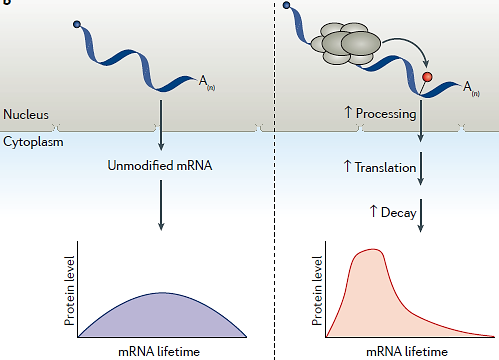 b
A(n)
A(n)
Nucleus
↑ Processing
Cytoplasm
Unmodified mRNA
↑ Translation
↑ Decay
Protein level
mRNA lifetime
Protein level
mRNA lifetime